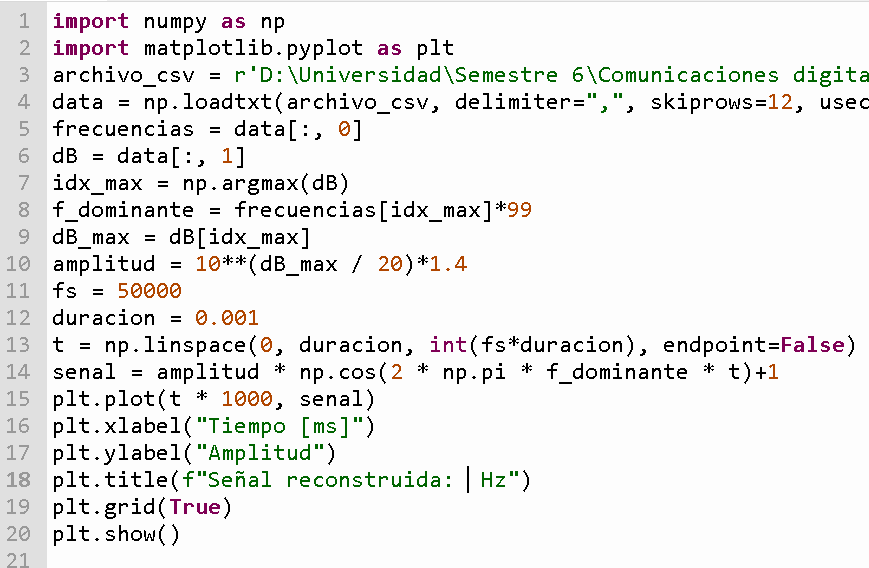 1 import numpy as np
2 import matplotlib.pyplot as plt
3 archivo_csv = r'D:\Universidad\Semestre 6\Comunicaciones digita
4 data = np.loadtxt(archivo_csv, delimiter=",", skiprows=12, usec
5 frecuencias = data[:, 0]
6 dB = data[:, 1]
7 idx_max = np.argmax(dB)
8 f_dominante = frecuencias[idx_max]*99
9 dB_max = dB[idx_max]
10 amplitud = 10**(dB_max / 20)*1.4
11 fs = 50000
12 duracion = 0.001
13 t = np.linspace(0, duracion, int(fs*duracion), endpoint=False)
14 senal = amplitud * np.cos(2 * np.pi * f_dominante * t)+1
15 plt.plot(t * 1000, senal)
16 plt.xlabel("Tiempo [ms]")
17 plt.ylabel("Amplitud")
18 plt.title(f"Señal reconstruida:  Hz")
19 plt.grid(True)
20 plt.show()
21